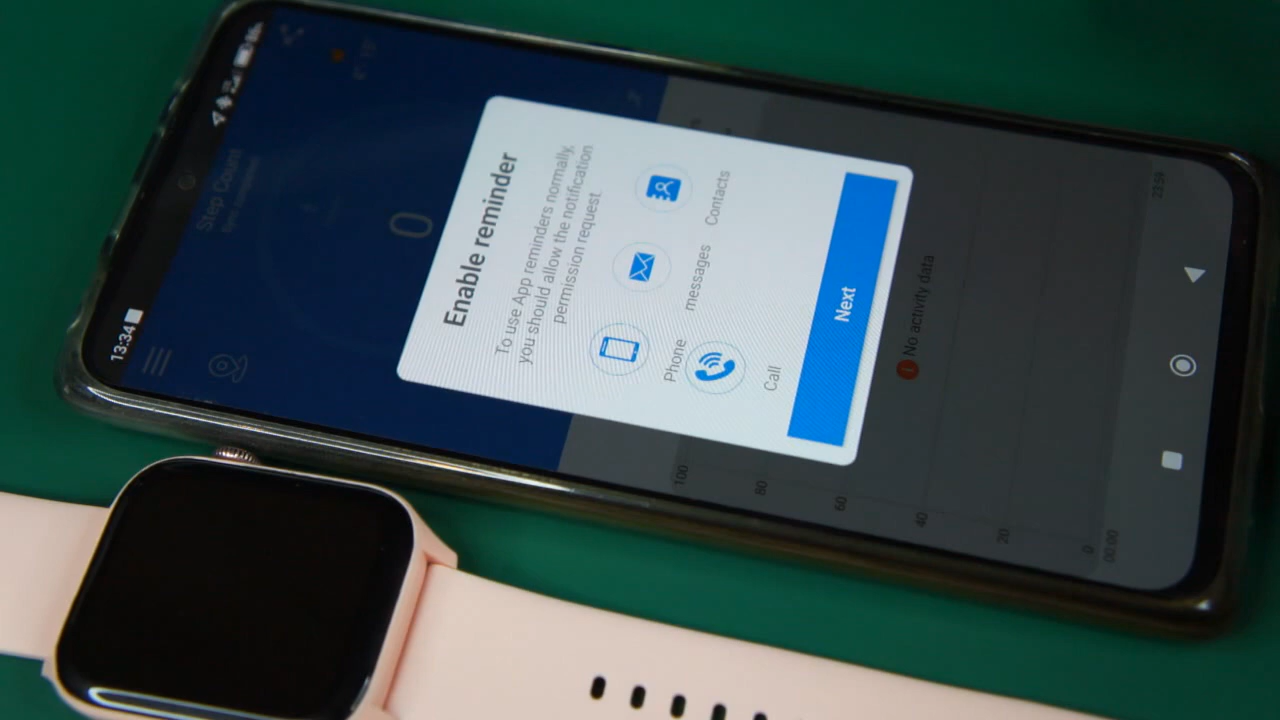 13:34
Step Count
0
Enable reminder
To use App reminders normally,
you should allow the notification
permission request.
Phone
messages
Contacts
Call
Next
No activity data
100
80
60
40
20
0
00:00
23:59